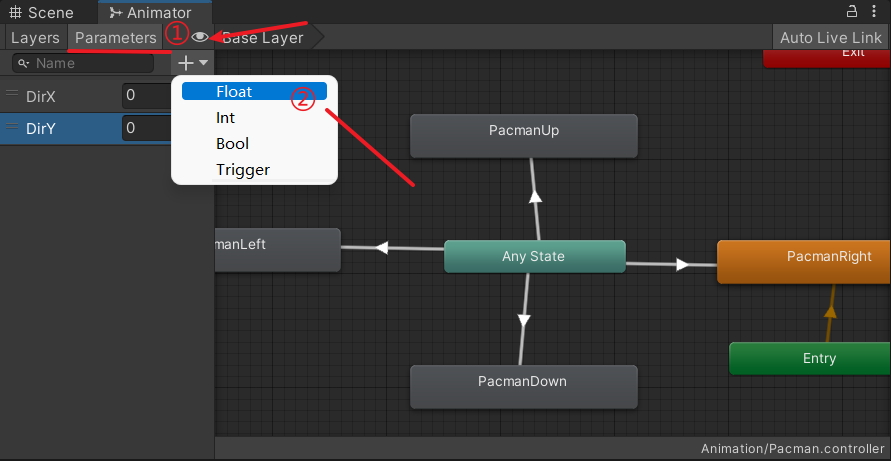 Scene Animator
Layers Parameters ① Base Layer Auto Live Link
Name
Exit
DirX 0
DirY 0
Float ②
Int
Bool
Trigger
PacmanUp
manLeft
Any State
PacmanRight
Entry
PacmanDown
Animation/Pacman.controller